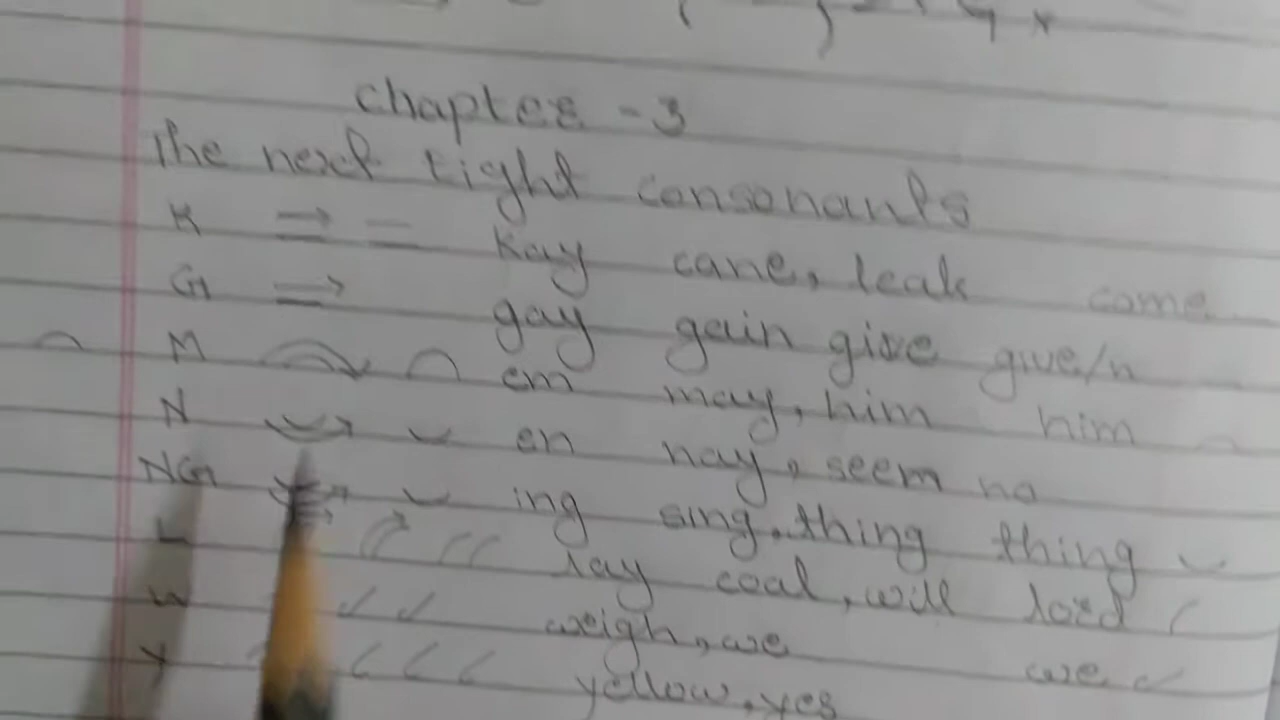 Chapter - 3
The next Eight consonants
K Kay cane, leak come
G gay gain give give/n
M em may, him him
N en nay, seem no
NG ing sing, thing thing
L lay coal, will lord
W weigh, we we
Y yellow, yes